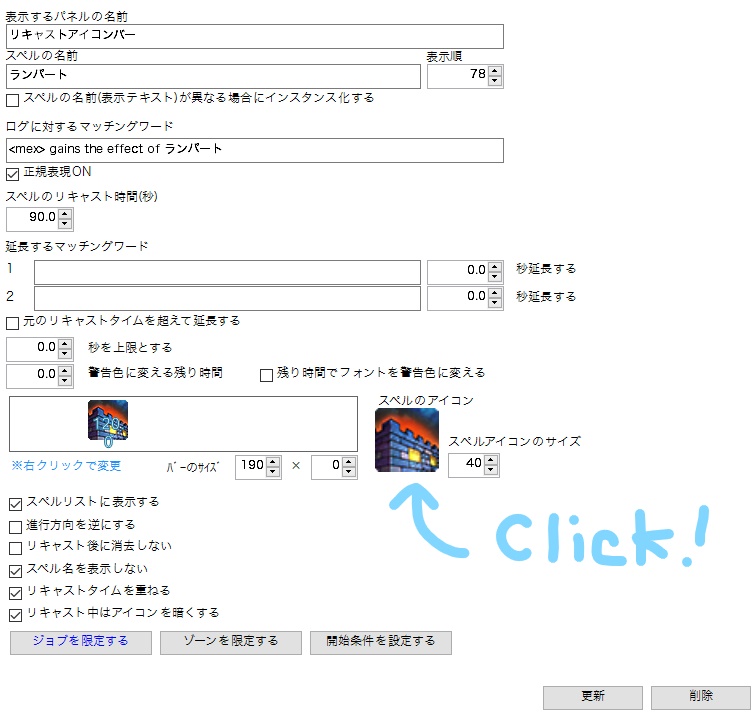 表示するパネルの名前
リキャストアイコンバー
スペルの名前 表示順
ランパート 78
スペルの名前(表示テキスト)が異なる場合にインスタンス化する
ログに対するマッチングワード
<mex> gains the effect of ランパート
正規表現ON
スペルのリキャスト時間(秒)
90.0
延長するマッチングワード
1 0.0 秒延長する
2 0.0 秒延長する
元のリキャストタイムを超えて延長する
0.0 秒を上限とする
0.0 警告色に変える残り時間 残り時間でフォントを警告色に変える
スペルのアイコン
120.
0
スペルアイコンのサイズ
40
※右クリックで変更 バーのサイズ 190 × 0
Click!
スペルリストに表示する
進行方向を逆にする
リキャスト後に消去しない
スペル名を表示しない
リキャストタイムを重ねる
リキャスト中はアイコンを暗くする
ジョブを限定する ゾーンを限定する 開始条件を設定する
更新 削除